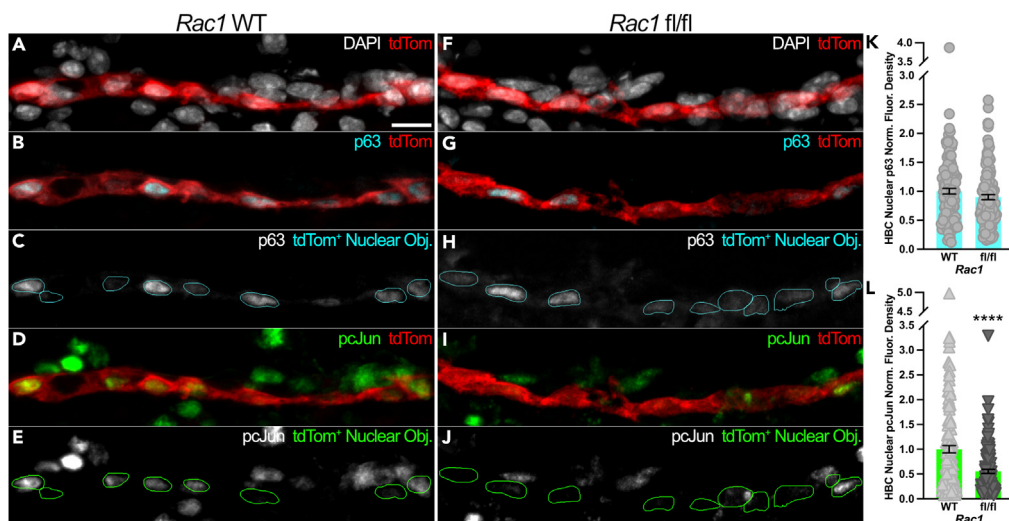 Rac1 WT
Rac1 fl/fl
A
DAPI tdTom
B
p63 tdTom
C
p63 tdTom⁺ Nuclear Obj.
D
pcJun tdTom
E
pcJun tdTom⁺ Nuclear Obj.
F
DAPI tdTom
G
p63 tdTom
H
p63 tdTom⁺ Nuclear Obj.
I
pcJun tdTom
J
pcJun tdTom⁺ Nuclear Obj.
K
HBC Nuclear p63 Norm. Fluor. Density
4.0
3.0
2.5
2.0
1.5
1.0
0.5
0.0
WT fl/fl
Rac1
L
HBC Nuclear pcJun Norm. Fluor. Density
5.0
4.5
3.5
3.0
2.5
2.0
1.5
1.0
0.5
0.0
****
WT fl/fl
Rac1